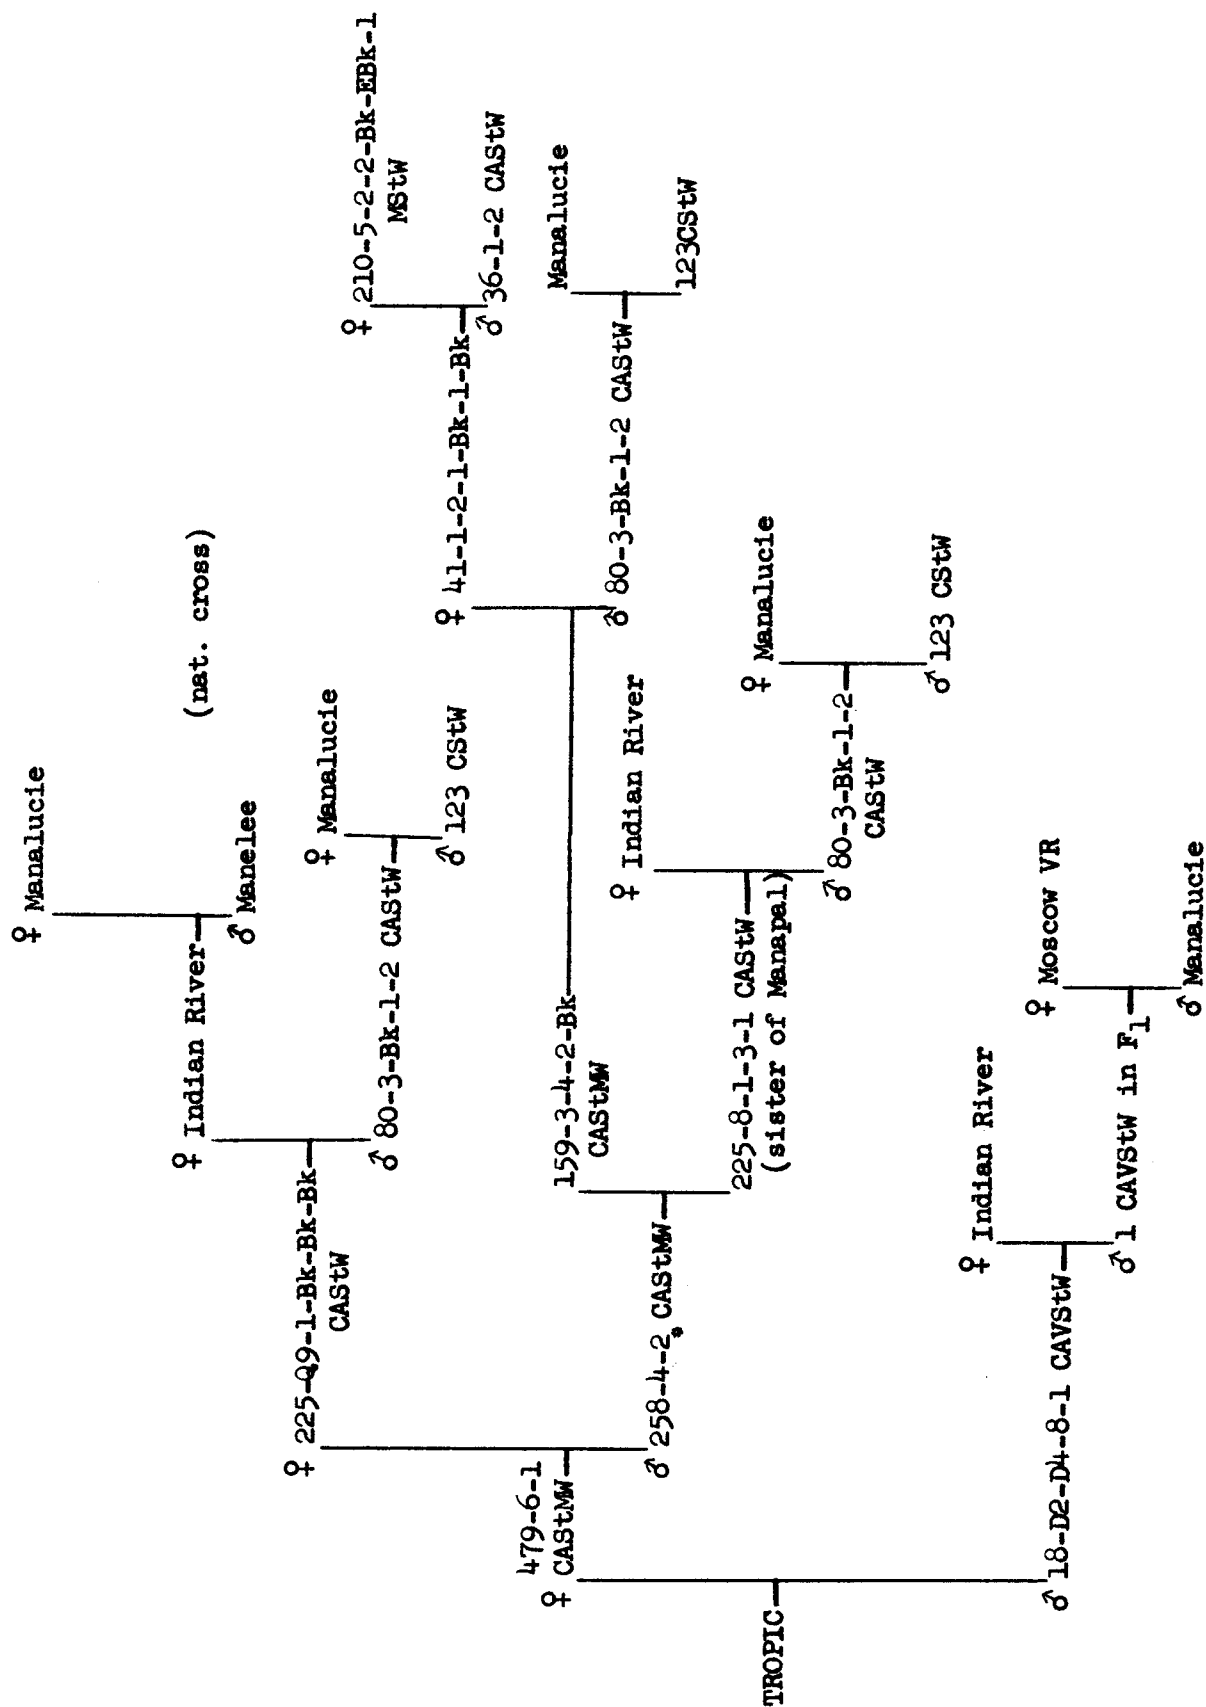 ♀ Manalucie
(nat. cross)
♀ Indian River
♂ Manelee
♀ 225-Q9-1-Bk-Bk-Bk
CAStW
♀ Manalucie
♂ 80-3-Bk-1-2 CAStW
♂ 123 CStW
♀ 479-6-1
CAStMW
♀ 210-5-2-2-Bk-EBk-1
MStW
♀ 41-1-2-1-Bk-1-Bk
♂ 36-1-2 CAStW
159-3-4-2-Bk
CAStMW
Manalucie
♂ 80-3-Bk-1-2 CAStW
123CStW
♂ 258-4-2* CAStMW
♀ Indian River
225-8-1-3-1 CAStW
(sister of Manapal)
♀ Manalucie
♂ 80-3-Bk-1-2
CAStW
♂ 123 CStW
TROPIC
♀ Indian River
♂ 18-D2-D4-8-1 CAVStW
♀ Moscow VR
♂ 1 CAVStW in F1
♂ Manalucie